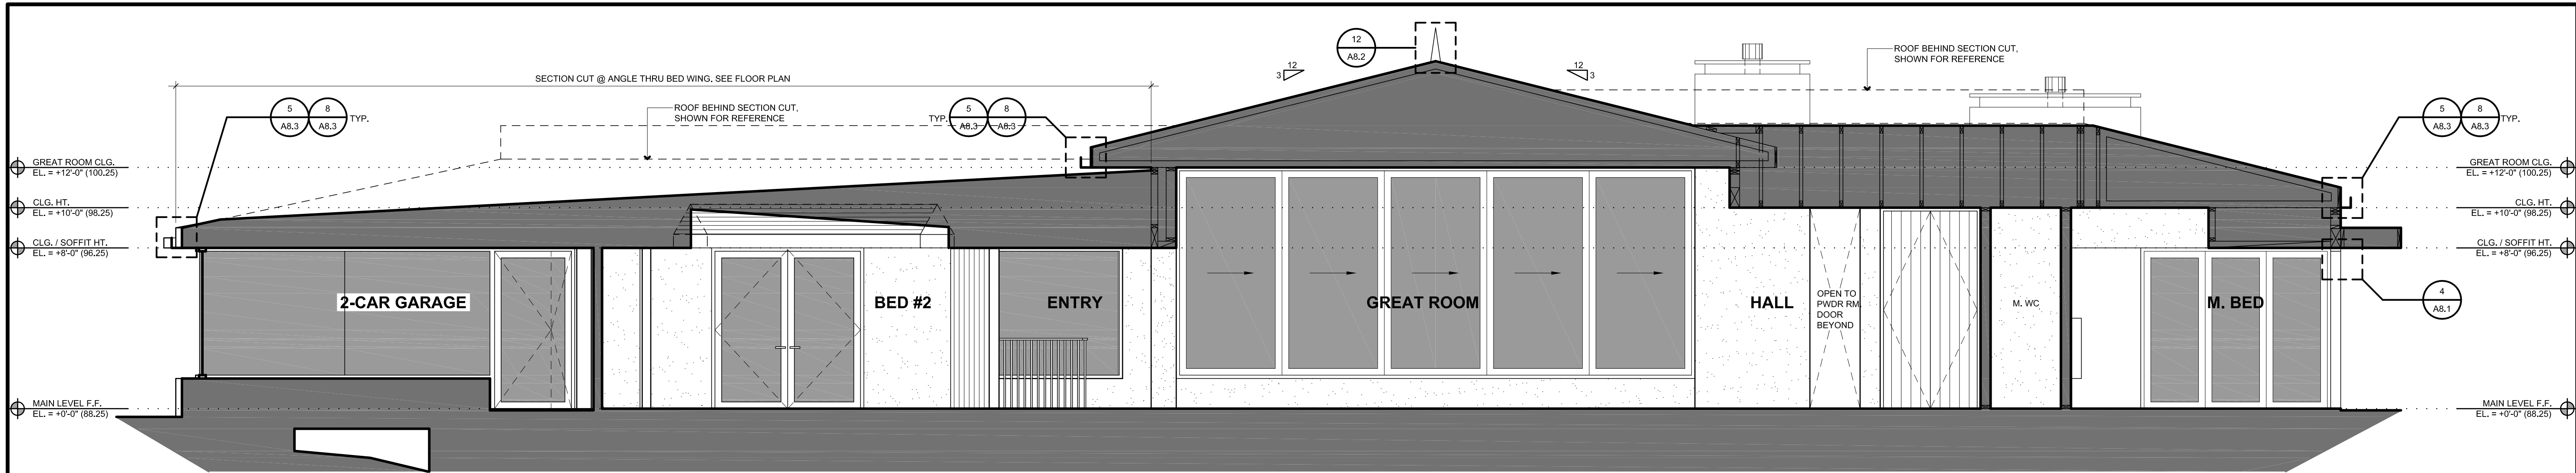 12
A8.2
12
3
12
3
ROOF BEHIND SECTION CUT,
SHOWN FOR REFERENCE
SECTION CUT @ ANGLE THRU BED WING, SEE FLOOR PLAN
5
A8.3
8
A8.3
TYP.
ROOF BEHIND SECTION CUT,
SHOWN FOR REFERENCE
TYP.
5
A8.3
8
A8.3
5
A8.3
8
A8.3
TYP.
GREAT ROOM CLG.
EL. = +12'-0" (100.25)
CLG. HT.
EL. = +10'-0" (98.25)
CLG. / SOFFIT HT.
EL. = +8'-0" (96.25)
GREAT ROOM CLG.
EL. = +12'-0" (100.25)
CLG. HT.
EL. = +10'-0" (98.25)
CLG. / SOFFIT HT.
EL. = +8'-0" (96.25)
2-CAR GARAGE
BED #2
ENTRY
GREAT ROOM
HALL
OPEN TO
PWDR RM.
DOOR
BEYOND
M. WC
M. BED
4
A8.1
MAIN LEVEL F.F.
EL. = +0'-0" (88.25)
MAIN LEVEL F.F.
EL. = +0'-0" (88.25)